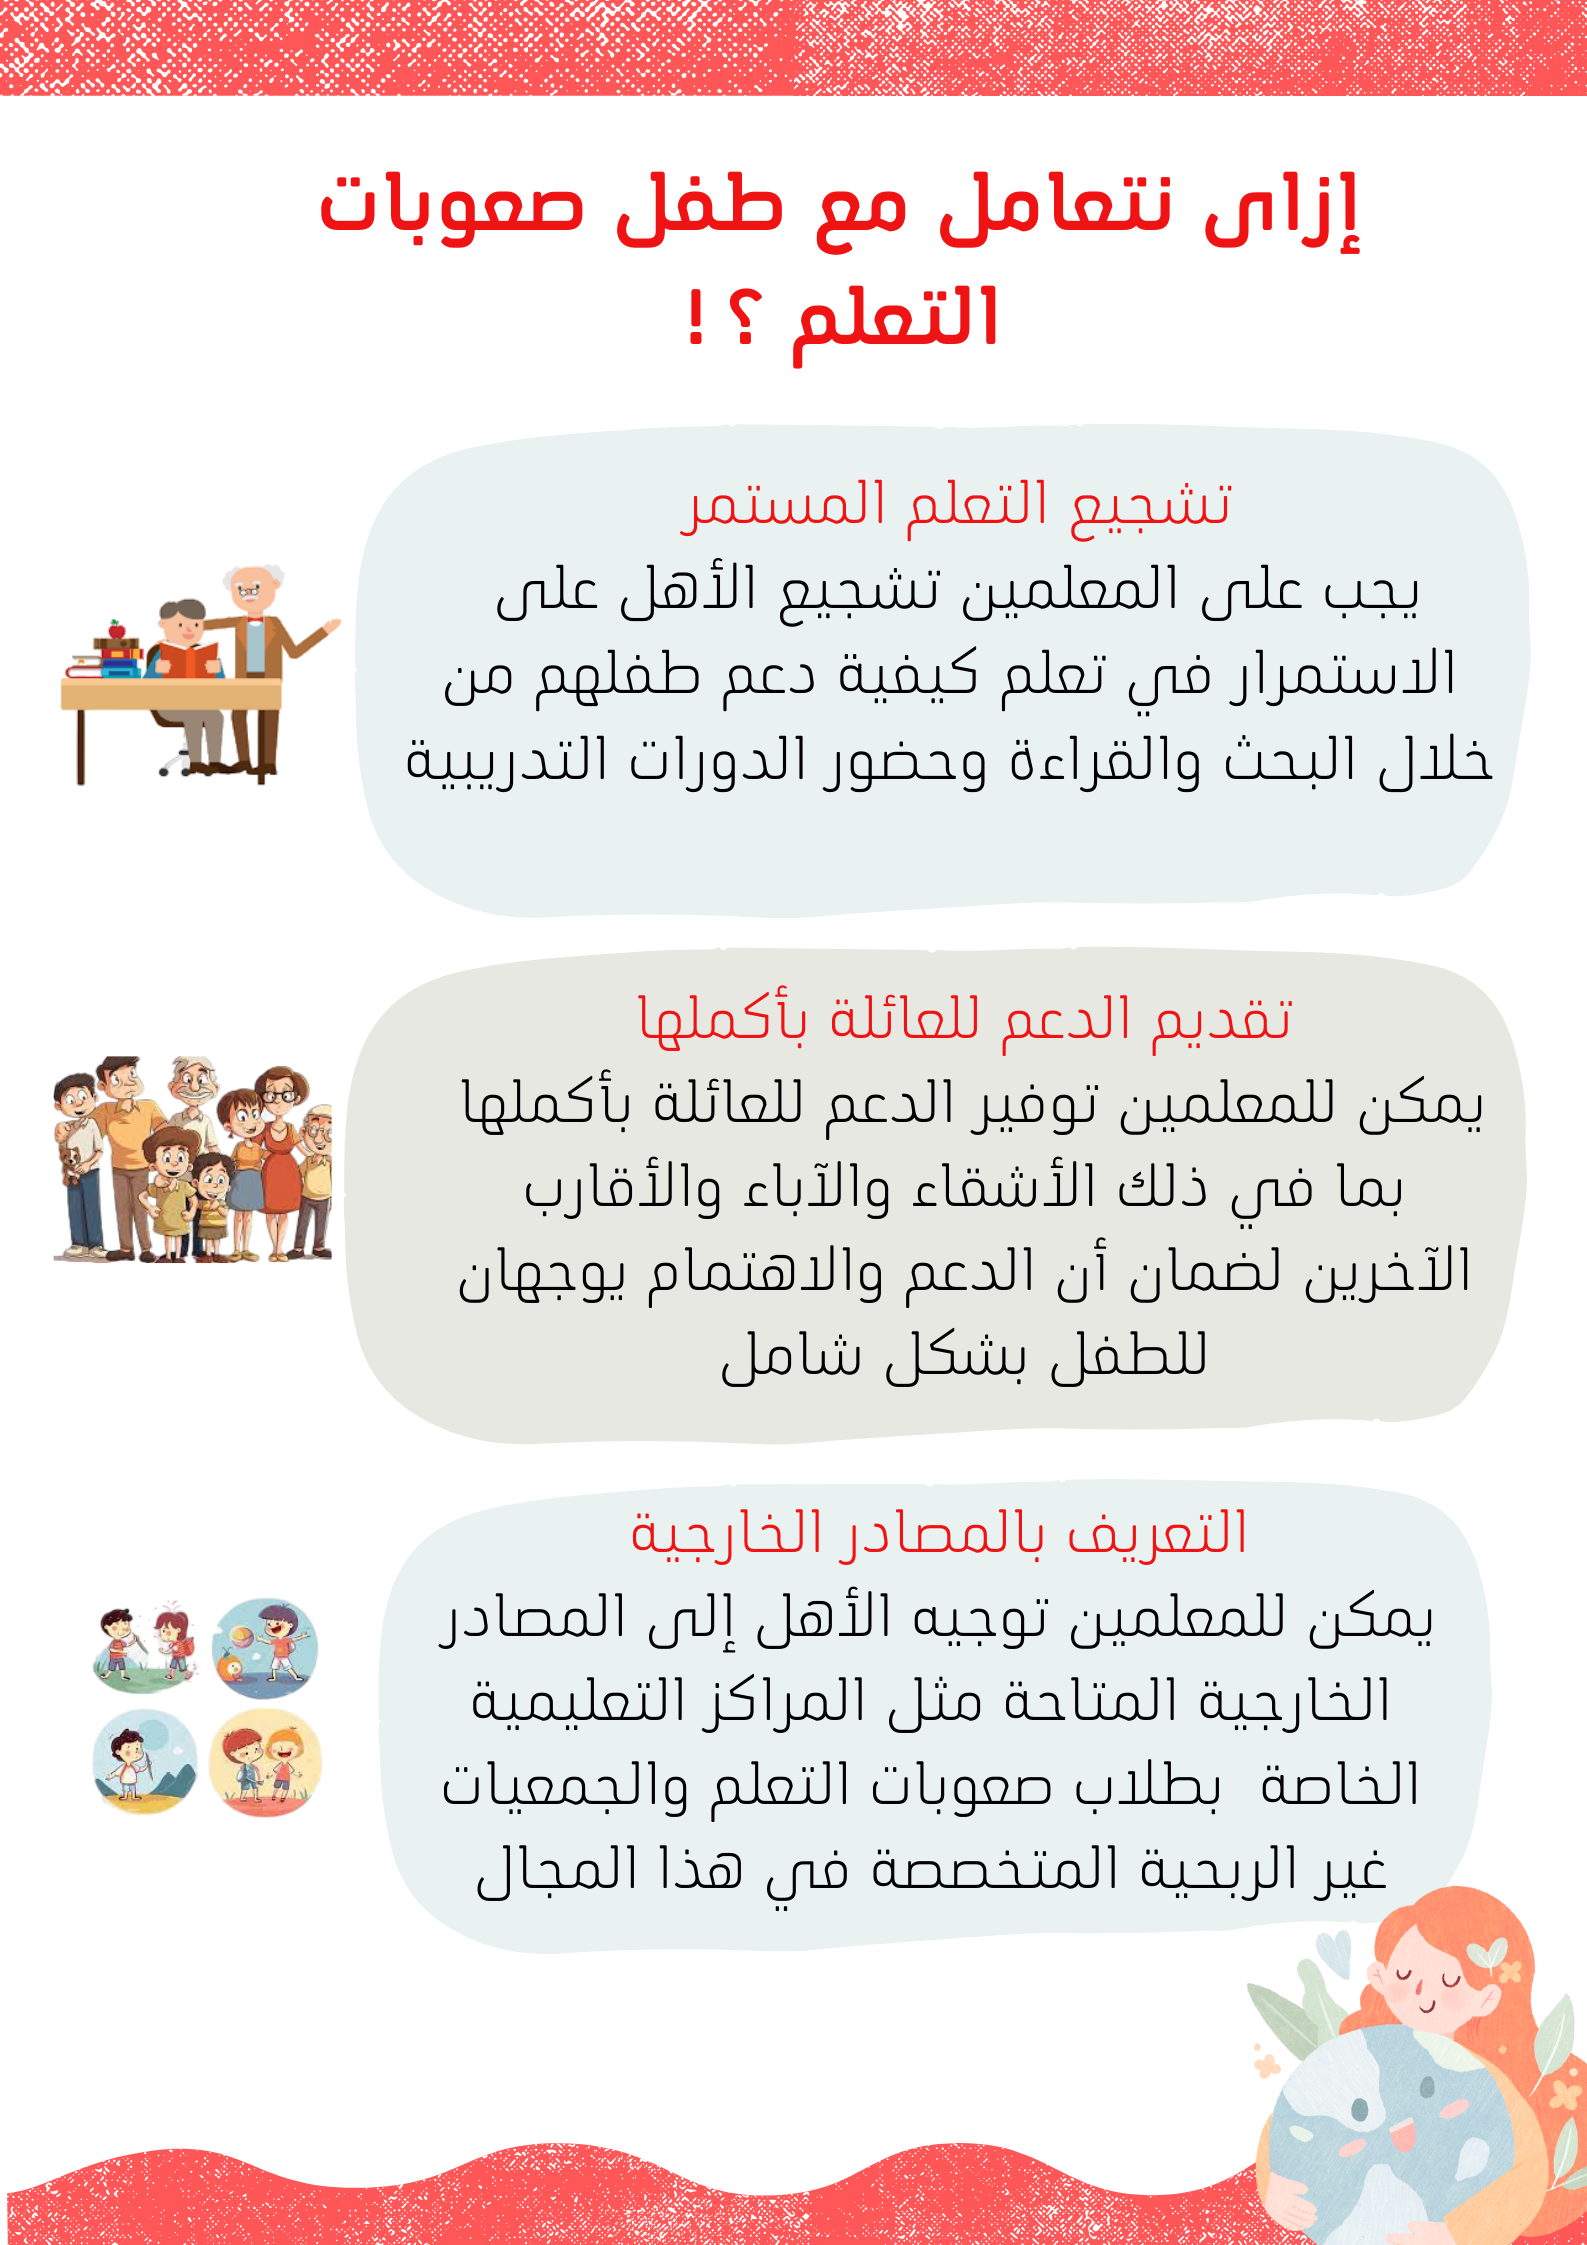 إزاى نتعامل مع طفل صعوبات
التعلم ؟ !
تشجيع التعلم المستمر
يجب على المعلمين تشجيع الأهل على
الاستمرار في تعلم كيفية دعم طفلهم من
خلال البحث والقراءة وحضور الدورات التدريبية
تقديم الدعم للعائلة بأكملها
يمكن للمعلمين توفير الدعم للعائلة بأكملها
بما في ذلك الأشقاء والآباء والأقارب
الآخرين لضمان أن الدعم والاهتمام يوجهان
للطفل بشكل شامل
التعريف بالمصادر الخارجية
يمكن للمعلمين توجيه الأهل إلى المصادر
الخارجية المتاحة مثل المراكز التعليمية
الخاصة  بطلاب صعوبات التعلم والجمعيات
غير الربحية المتخصصة في هذا المجال